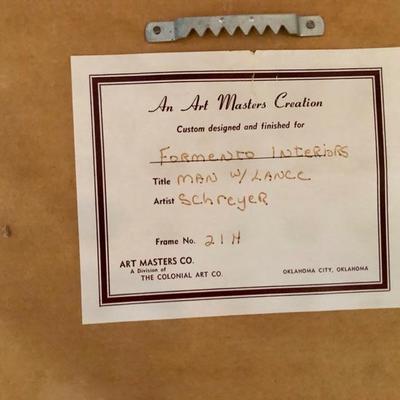 An Art Masters Creation
Custom designed and finished for
Formento Interiors
Title MAN W/ LANCE
Artist Schreyer
Frame No. 21H
ART MASTERS CO.
A Division of
THE COLONIAL ART CO.
OKLAHOMA CITY, OKLAHOMA